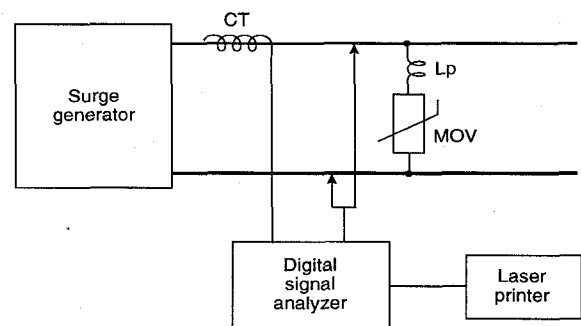 CT
Lp
Surge
generator
MOV
Digital
signal
analyzer
Laser
printer